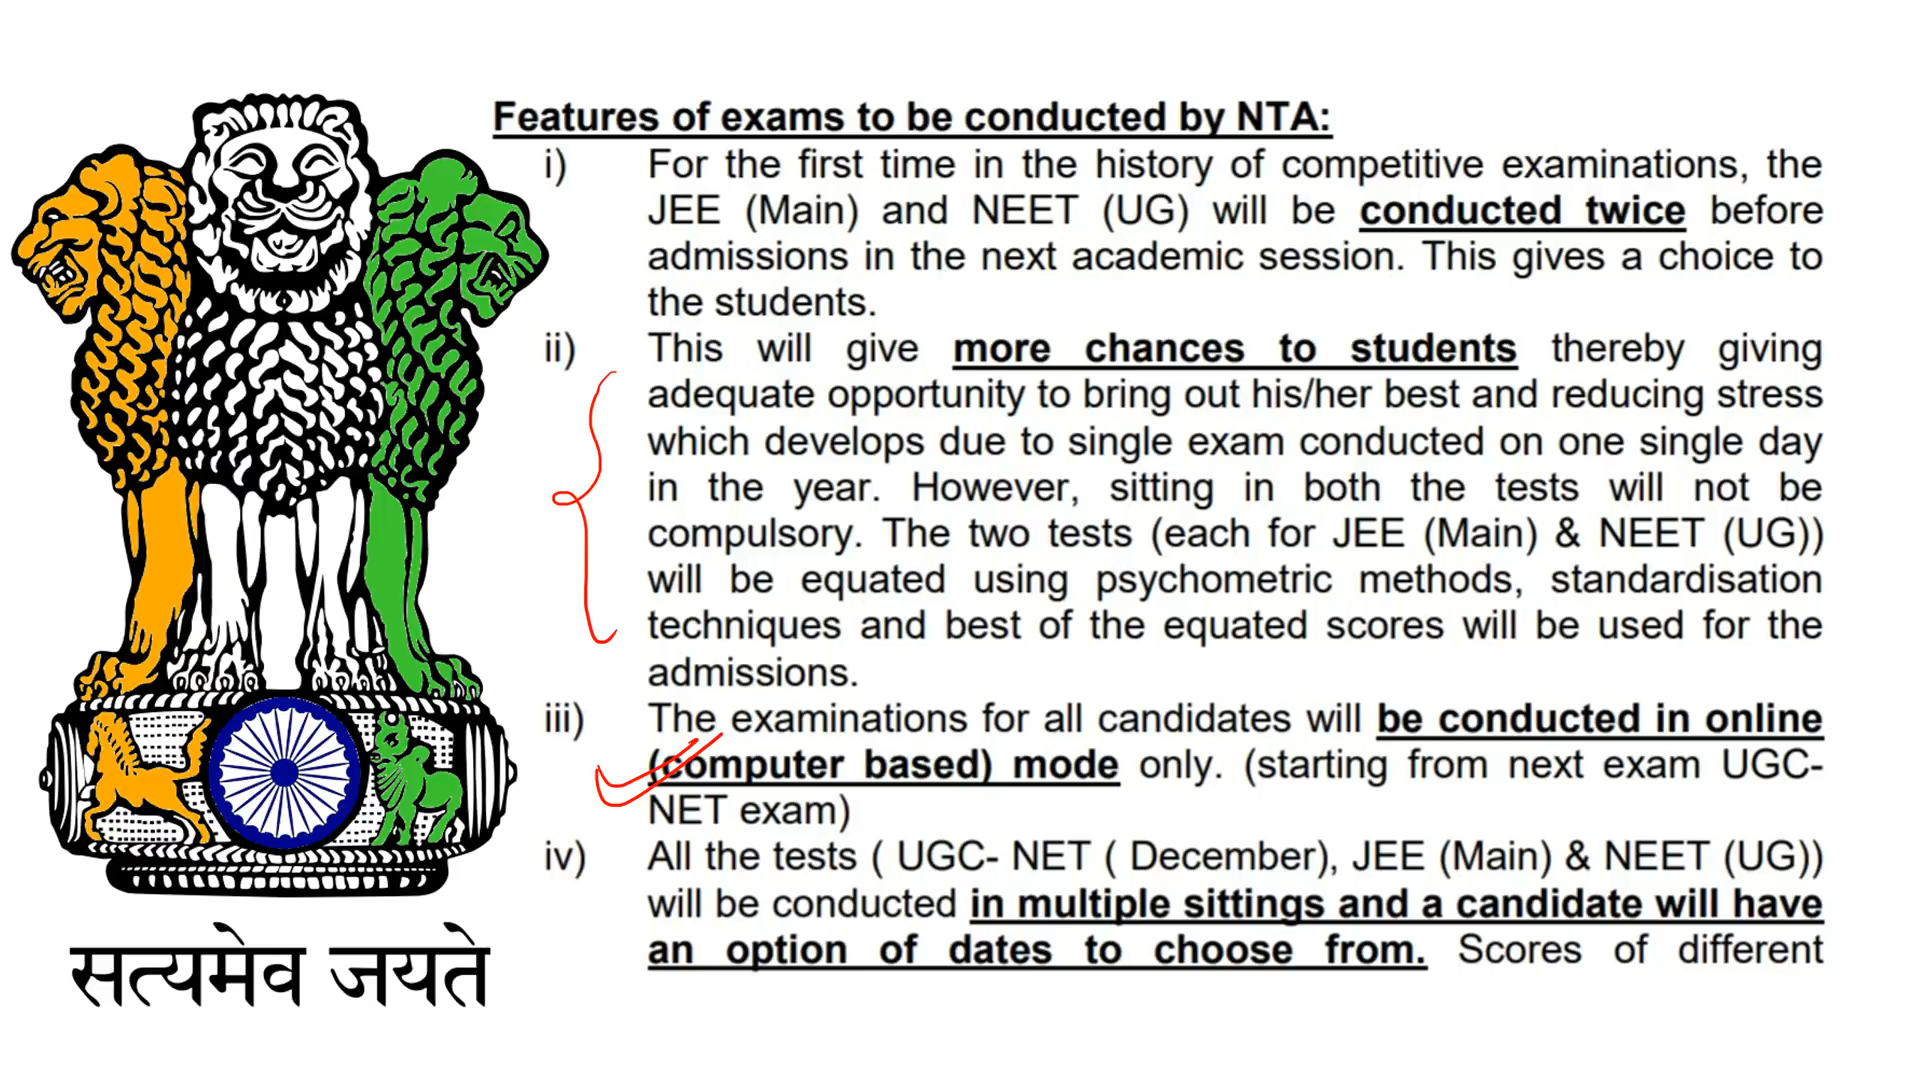 Features of exams to be conducted by NTA:
i) For the first time in the history of competitive examinations, the
JEE (Main) and NEET (UG) will be conducted twice before
admissions in the next academic session. This gives a choice to
the students.
ii) This will give more chances to students thereby giving
adequate opportunity to bring out his/her best and reducing stress
which develops due to single exam conducted on one single day
in the year. However, sitting in both the tests will not be
compulsory. The two tests (each for JEE (Main) & NEET (UG))
will be equated using psychometric methods, standardisation
techniques and best of the equated scores will be used for the
admissions.
iii) The examinations for all candidates will be conducted in online
(computer based) mode only. (starting from next exam UGC-
NET exam)
iv) All the tests ( UGC- NET ( December), JEE (Main) & NEET (UG))
will be conducted in multiple sittings and a candidate will have
an option of dates to choose from. Scores of different
सत्यमेव जयते